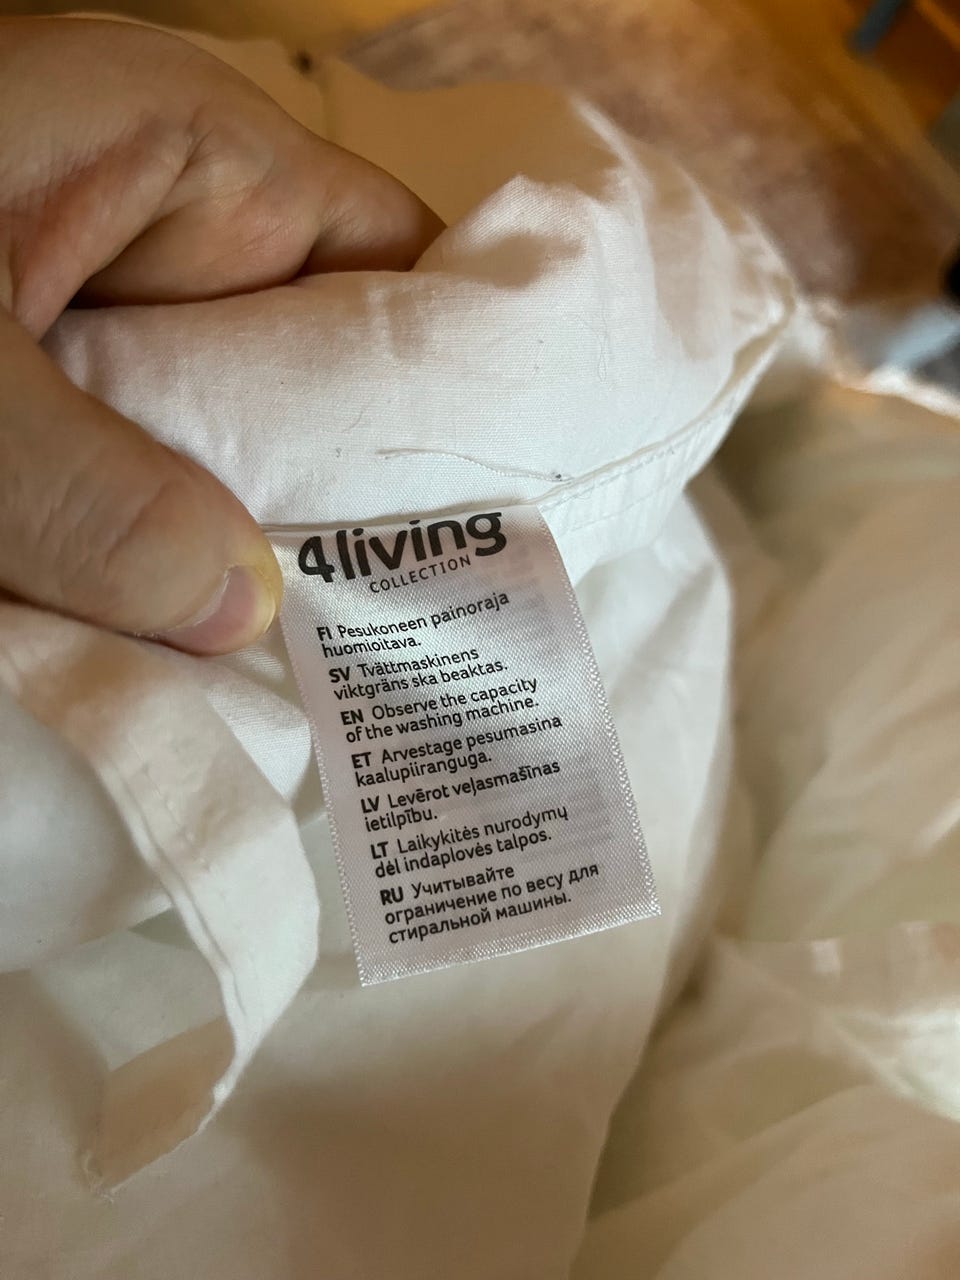 4living
COLLECTION
FI Pesukoneen painoraja
huomioitava.
SV Tvättmaskinens
viktgräns ska beaktas.
EN Observe the capacity
of the washing machine.
ET Arvestage pesumasina
kaalupiiranguga.
LV Levērot veļasmašīnas
ietilpību.
LT Laikykitės nurodymų
dėl indaplovės talpos.
RU Учитывайте
ограничение по весу для
стиральной машины.